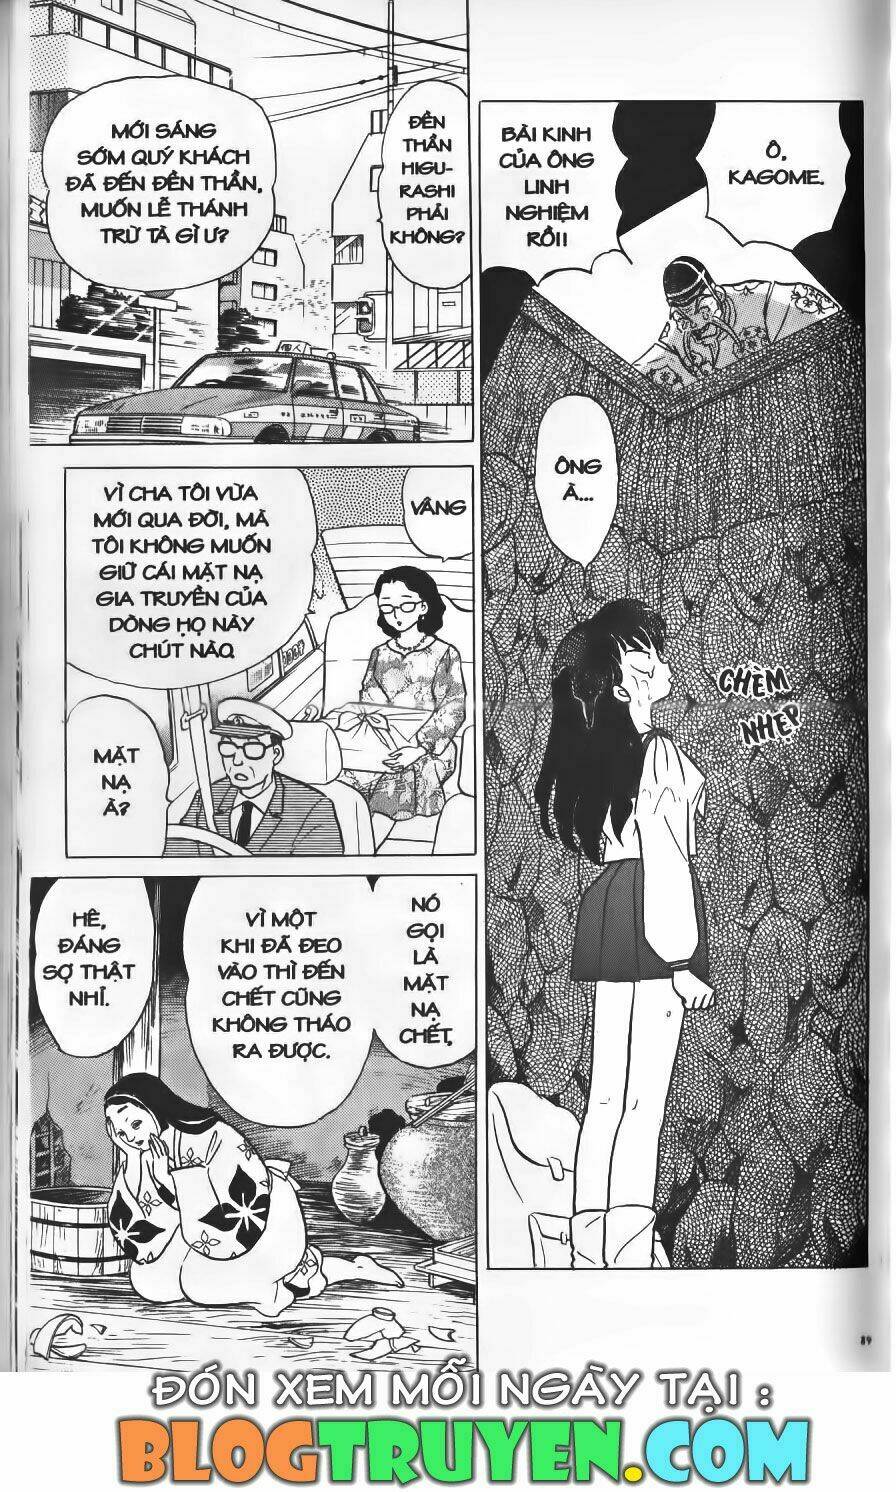 Ô,
KAGOME.
BÀI KINH
CỦA ÔNG
LINH
NGHIỆM
RỒI!
ÔNG
À...
CHÈM
NHẸP
ĐỀN
THẦN
HIGU-
RASHI
PHẢI
KHÔNG?
MỚI SÁNG
SỚM QUÝ KHÁCH
ĐÃ ĐẾN ĐỀN THẦN,
MUỐN LỄ THÁNH
TRỪ TÀ GÌ Ư?
個人
VÂNG
VÌ CHA TÔI VỪA
MỚI QUA ĐỜI, MÀ
TÔI KHÔNG MUỐN
GIỮ CÁI MẶT NẠ
GIA TRUYỀN CỦA
DÒNG HỌ NÀY
CHÚT NÀO.
MẶT
NẠ
À?
NÓ
GỌI
LÀ
MẶT
NẠ
CHẾT,
VÌ MỘT
KHI ĐÃ ĐEO
VÀO THÌ ĐẾN
CHẾT CŨNG
KHÔNG THÁO
RA ĐƯỢC.
HÊ,
ĐÁNG
SỢ THẬT
NHỈ.
89
ĐÓN XEM MỖI NGÀY TẠI :
BLOGTRUYEN.COM